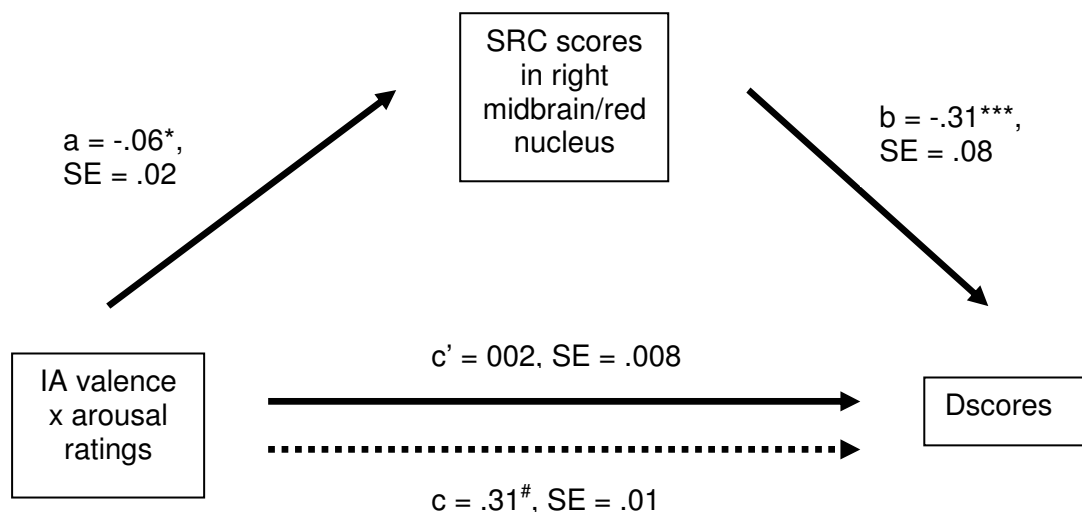 SRC scores
in right
midbrain/red
nucleus
a = -.06*,
SE = .02
b = -.31***,
SE = .08
IA valence
x arousal
ratings
c’ = 002, SE = .008
Dscores
c = .31#, SE = .01